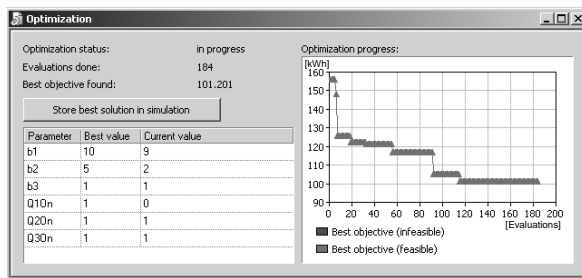 Optimization
Optimization status: in progress
Evaluations done: 184
Best objective found: 101.201
Store best solution in simulation
Parameter Best value Current value
b1 10 9
b2 5 2
b3 1 1
Q10n 1 0
Q20n 1 1
Q30n 1 1
Optimization progress:
[kWh]
160
150
140
130
120
110
100
90
0 20 40 60 80 100 120 140 160 180 200
[Evaluations]
Best objective (infeasible)
Best objective (feasible)